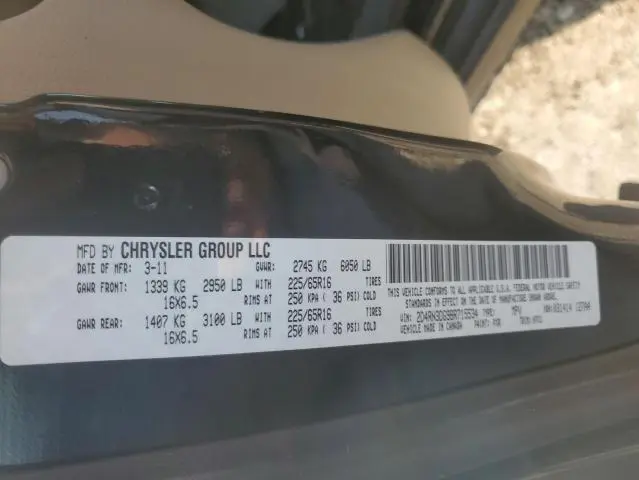 MFD BY CHRYSLER GROUP LLC
DATE OF MFR: 3-11 GVWR: 2745 KG 6050 LB
GAWR FRONT: 1339 KG 2950 LB WITH 225/65R16 TIRES
16X6.5 RIMS AT 250 KPA ( 36 PSI) COLD
GAWR REAR: 1407 KG 3100 LB WITH 225/65R16 TIRES
16X6.5 RIMS AT 250 KPA ( 36 PSI) COLD
THIS VEHICLE CONFORMS TO ALL APPLICABLE U.S.A. FEDERAL MOTOR VEHICLE SAFETY
STANDARDS IN EFFECT ON THE DATE OF MANUFACTURE SHOWN ABOVE.
VIN: 2D4RN3DG9BR715534 TYPE: MPV
VEHICLE MADE IN CANADA PAINT: TRIM: